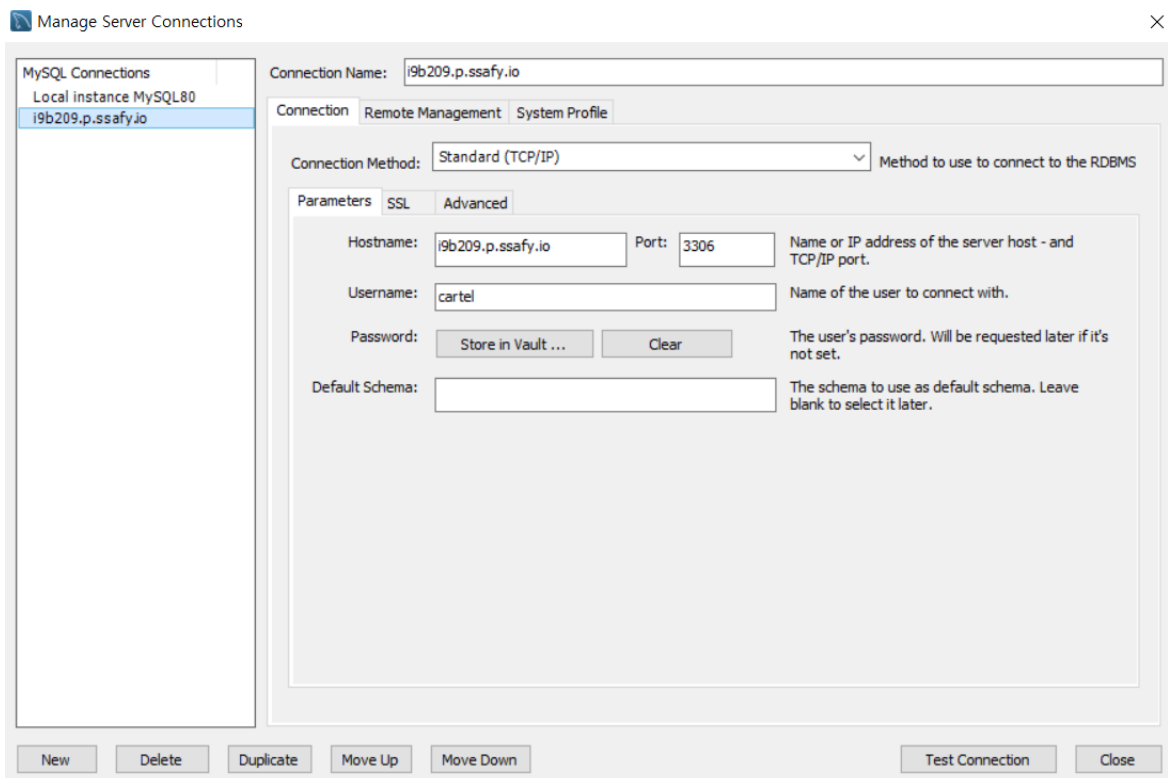 Manage Server Connections
MySQL Connections
Local instance MySQL80
i9b209.p.ssafy.io
Connection Name: i9b209.p.ssafy.io
Connection Remote Management System Profile
Connection Method: Standard (TCP/IP) Method to use to connect to the RDBMS
Parameters SSL Advanced
Hostname: i9b209.p.ssafy.io Port: 3306 Name or IP address of the server host - and
TCP/IP port.
Username: cartel Name of the user to connect with.
Password: Store in Vault ... Clear The user's password. Will be requested later if it's
not set.
Default Schema: The schema to use as default schema. Leave
blank to select it later.
New Delete Duplicate Move Up Move Down Test Connection Close